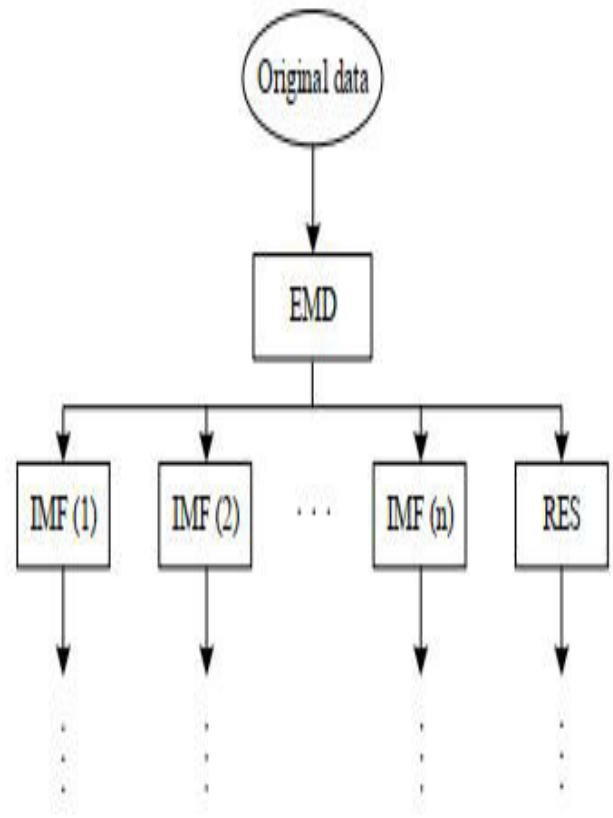 Original data
EMD
IMF (1)
IMF (2)
. . .
IMF (n)
RES